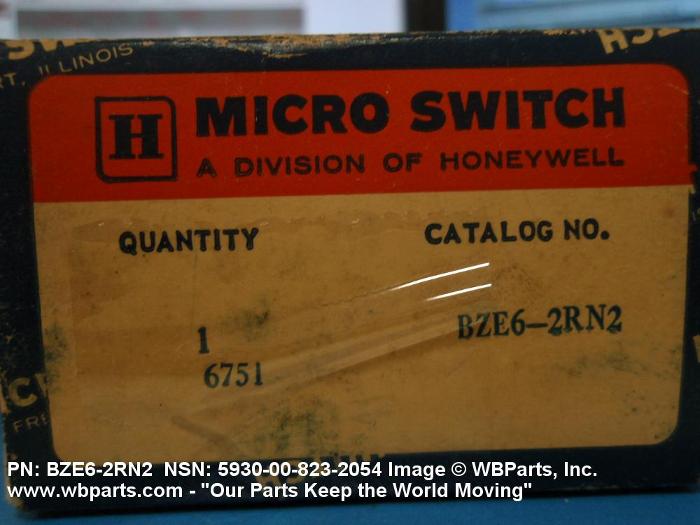 ILLINOIS
H MICRO SWITCH
A DIVISION OF HONEYWELL
QUANTITY CATALOG NO.
1 BZE6-2RN2
6751
PN: BZE6-2RN2 NSN: 5930-00-823-2054 Image © WBParts, Inc.
www.wbparts.com - "Our Parts Keep the World Moving"